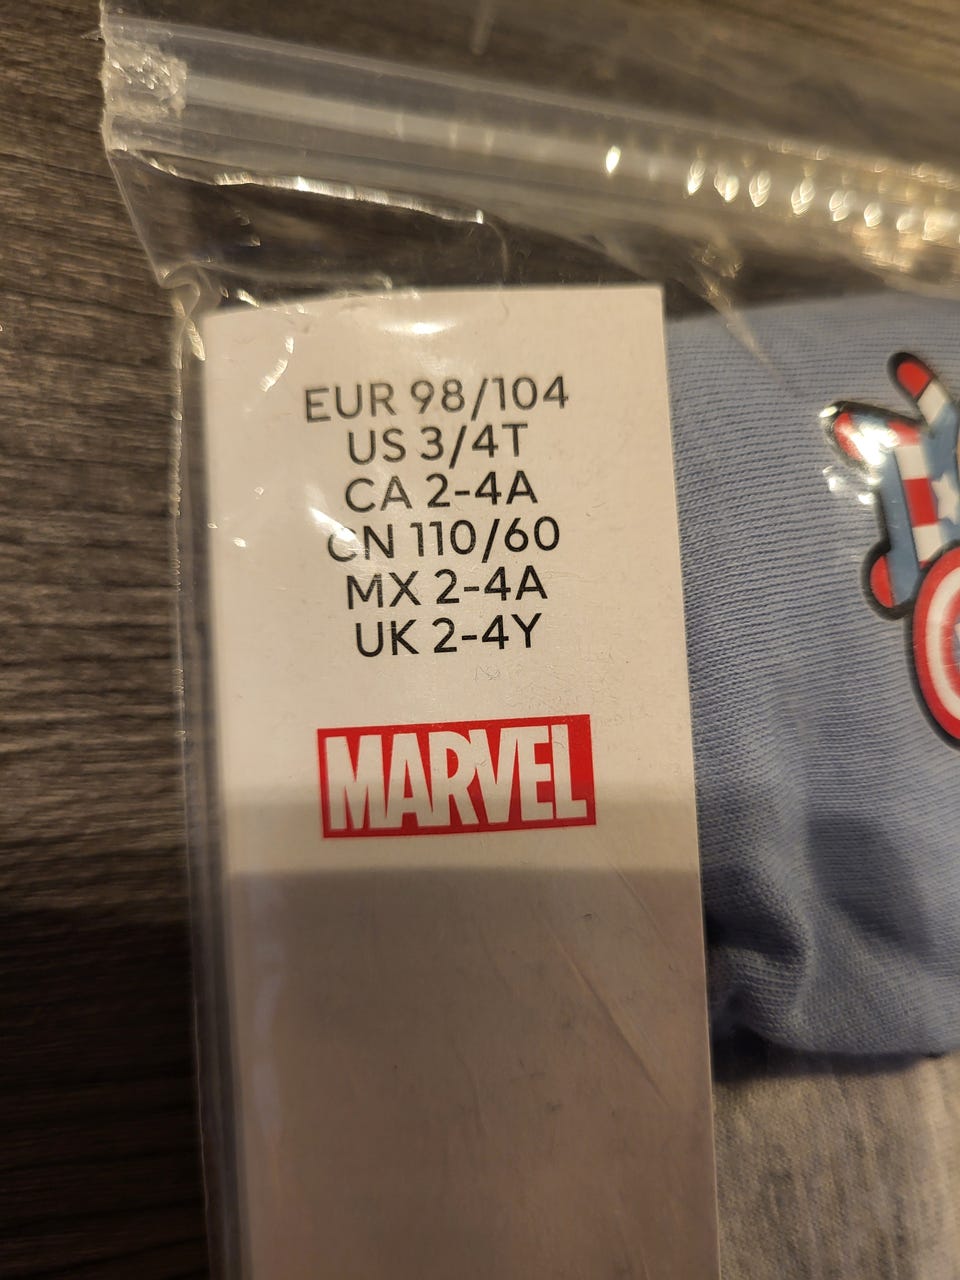 EUR 98/104
US 3/4T
CA 2-4A
CN 110/60
MX 2-4A
UK 2-4Y
MARVEL